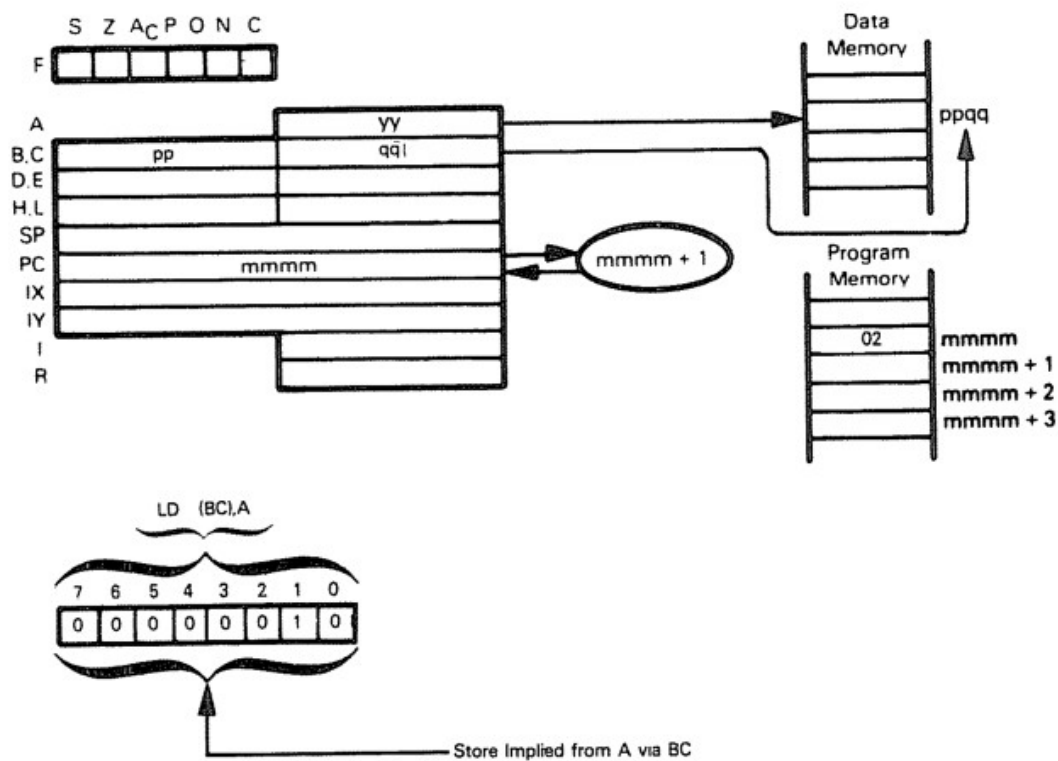 S Z AC P O N C
F
Data
Memory
A
yy
ppqq
B.C
pp
D.E
H.L
SP
PC
mmmm
mmmm + 1
IX
IY
I
R
Program
Memory
02
mmmm
mmmm + 1
mmmm + 2
mmmm + 3
LD (BC),A
7 6 5 4 3 2 1 0
0 0 0 0 0 0 1 0
Store Implied from A via BC